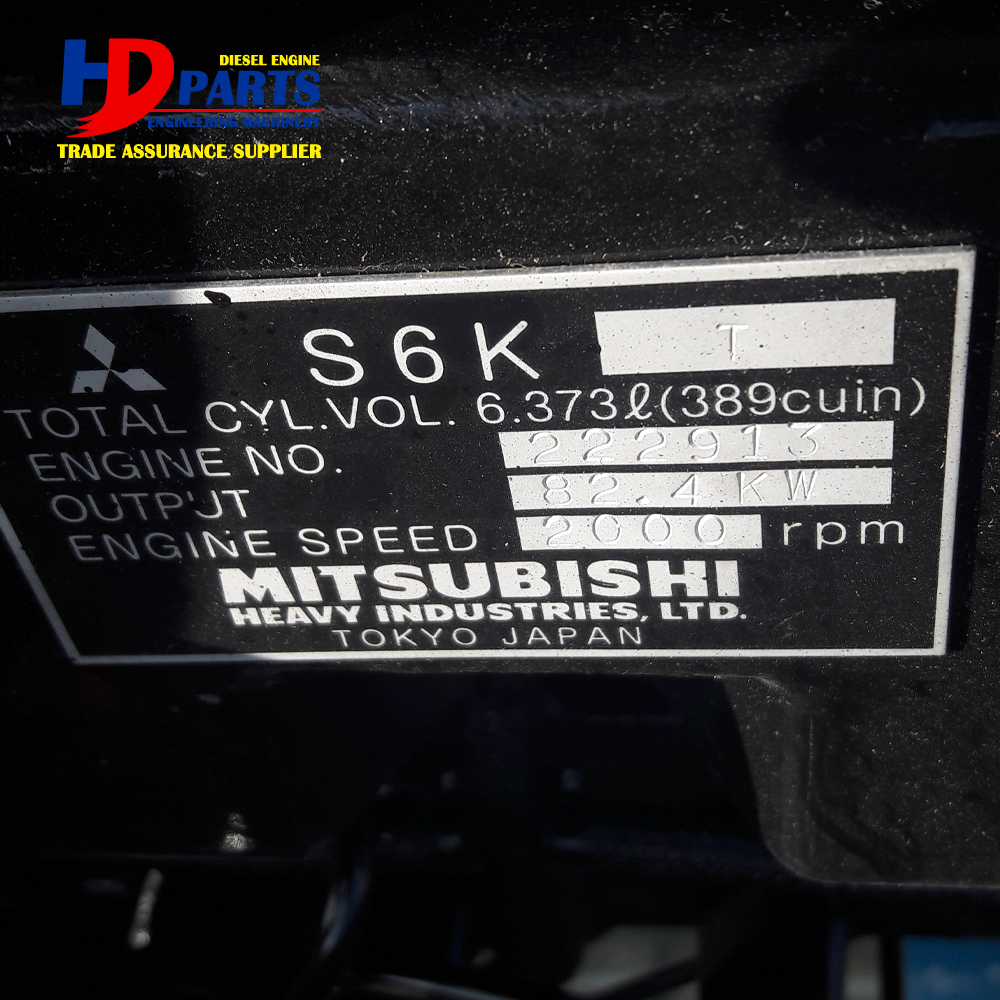 HD PARTS
DIESEL ENGINE
ENGINEERING MACHINERY
TRADE ASSURANCE SUPPLIER
S6K T
TOTAL CYL.VOL. 6.373ℓ(389cuin)
ENGINE NO. 222913
OUTPUT 82.4KW
ENGINE SPEED 2000 rpm
MITSUBISHI
HEAVY INDUSTRIES, LTD.
TOKYO JAPAN